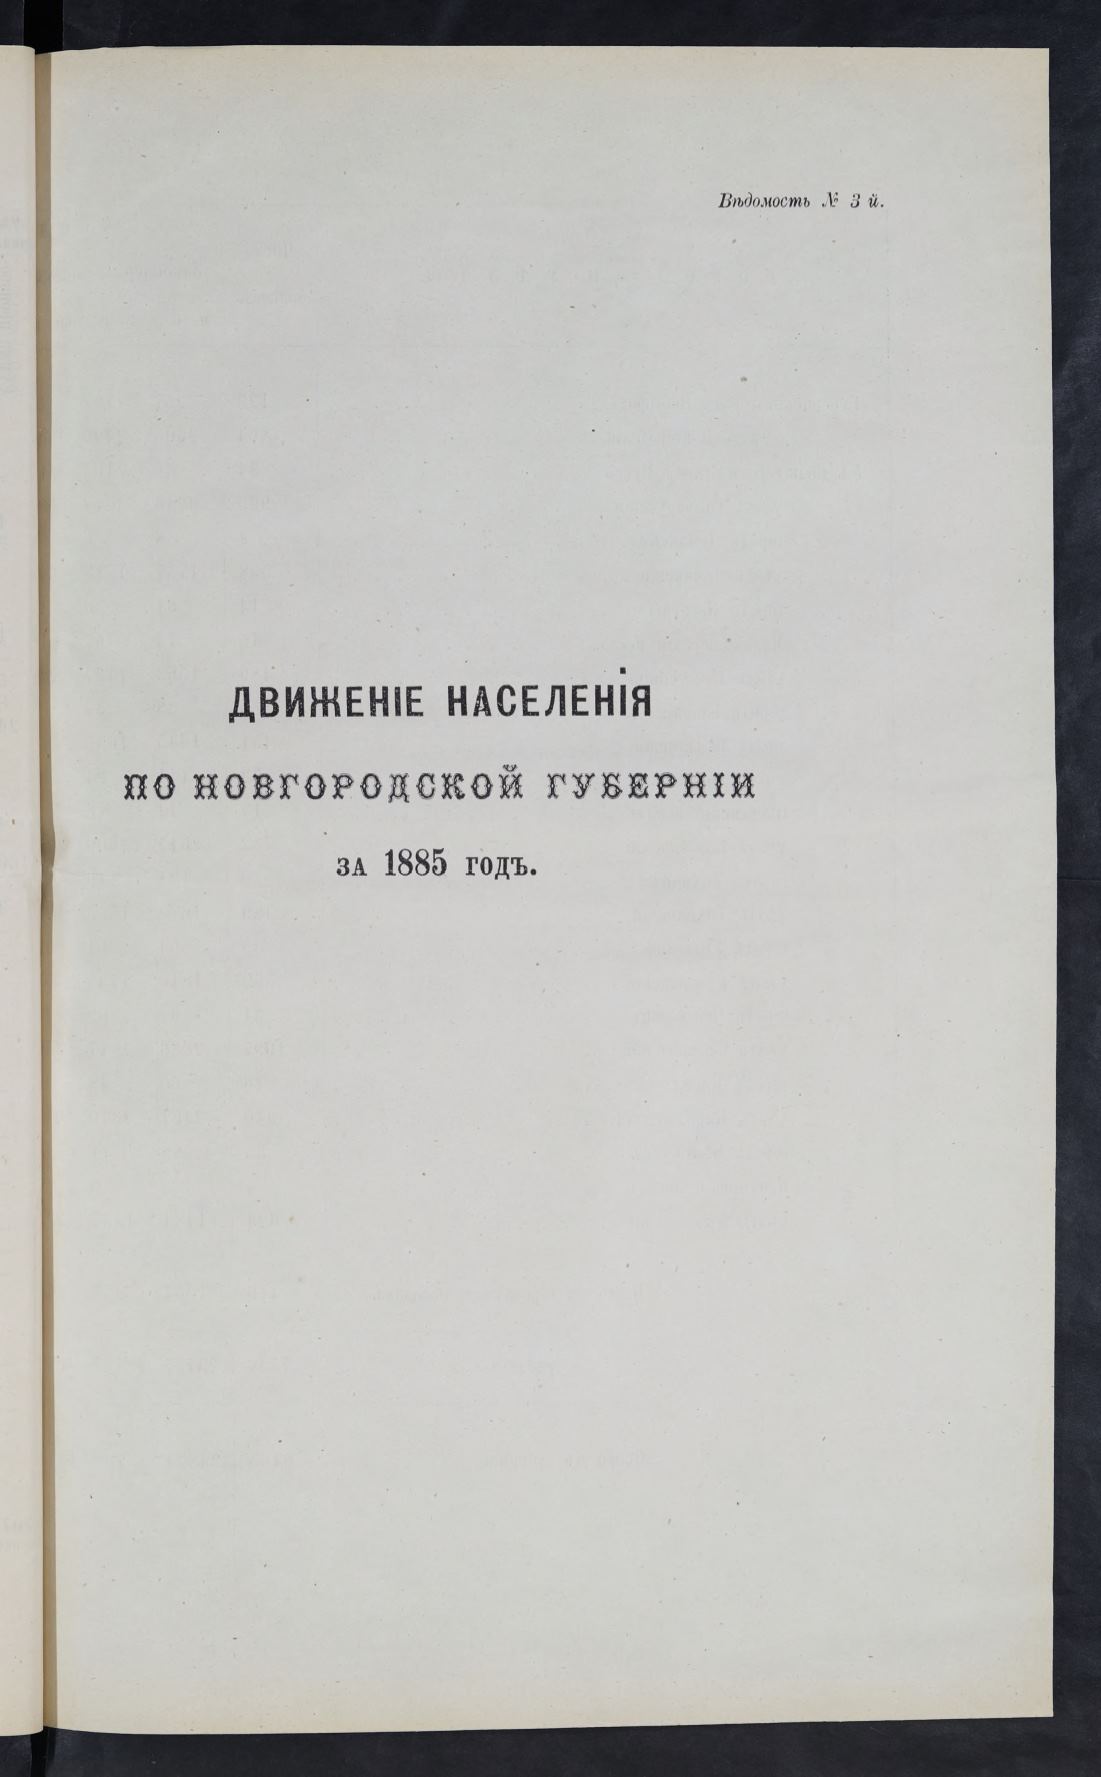 Вѣдомость № 3 й.
ДВИЖЕНІЕ НАСЕЛЕНІЯ
ПО НОВГОРОДСКОЙ ГУБЕРНІИ
ЗА 1885 ГОДЪ.